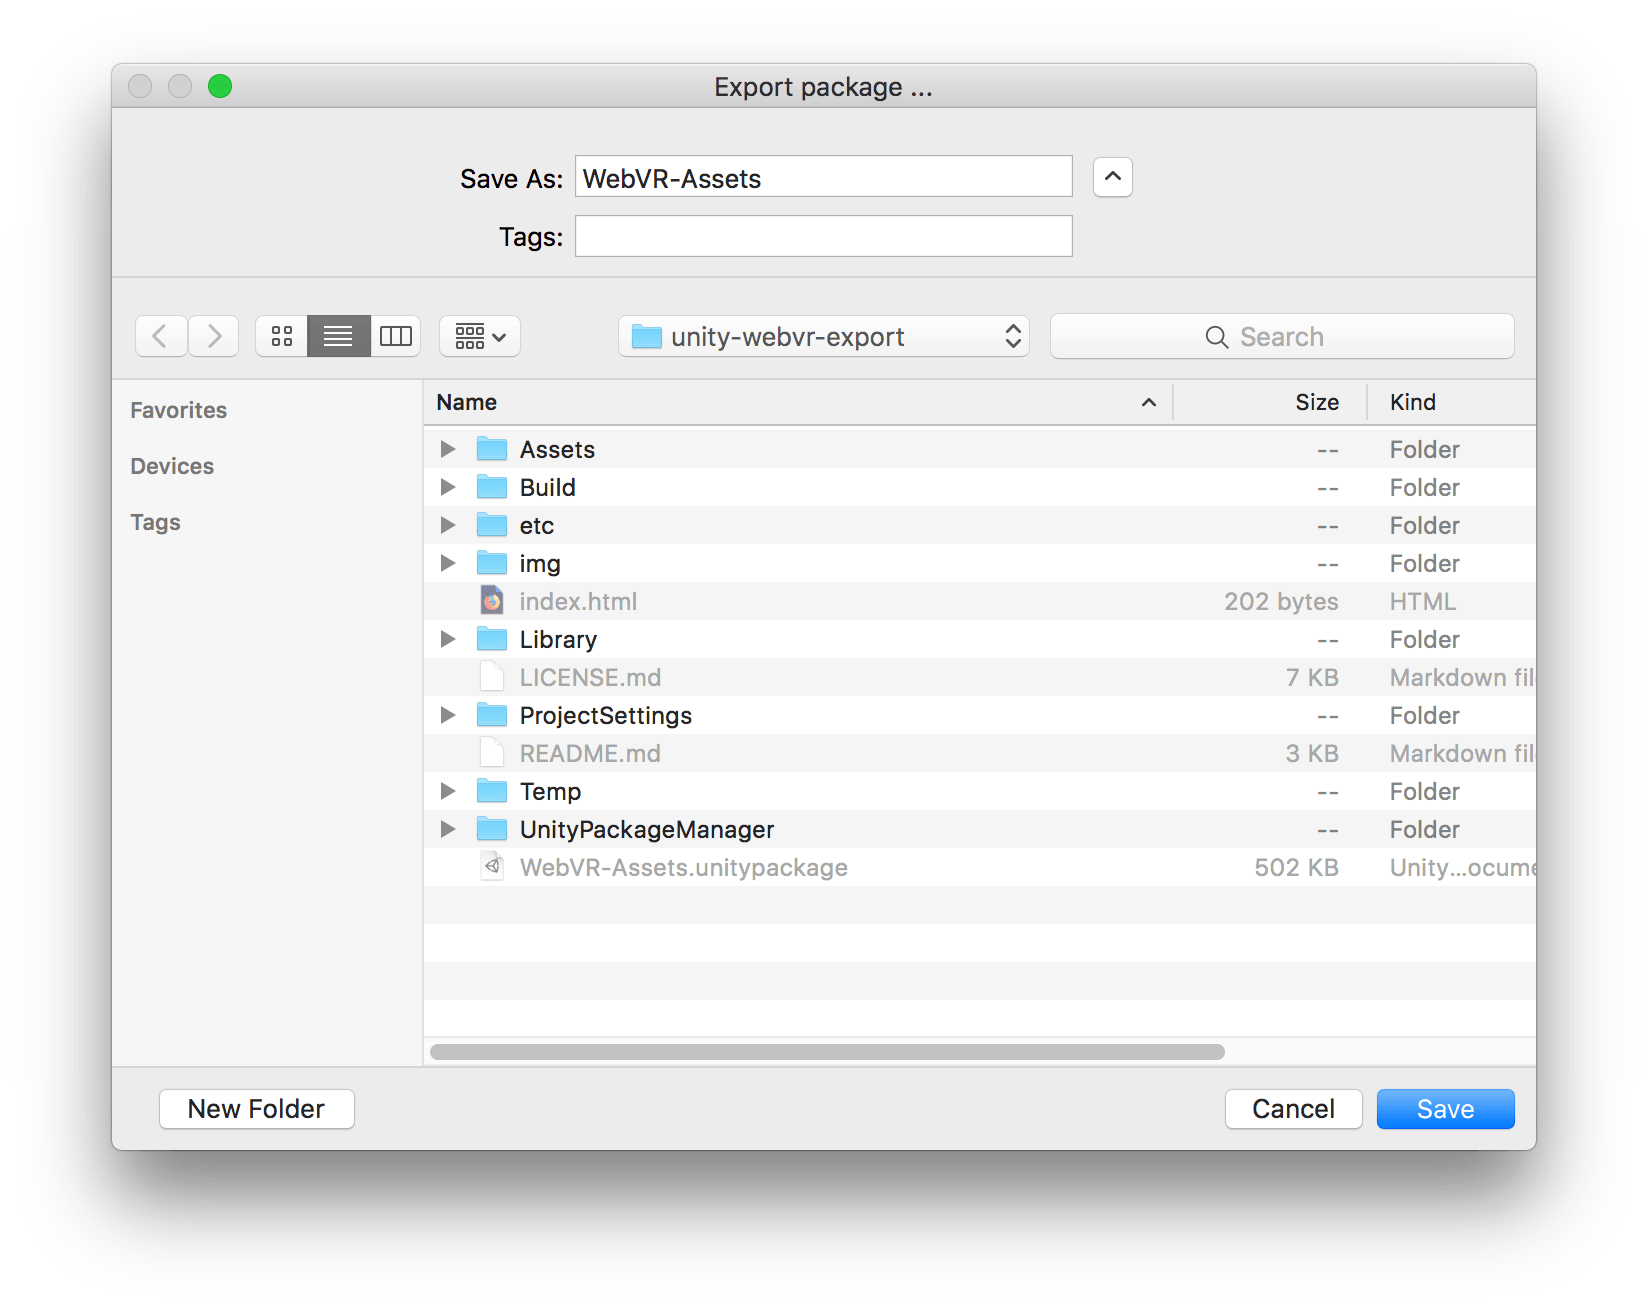 Export package ...
Save As: WebVR-Assets
Tags:
unity-webvr-export
Search
Favorites
Devices
Tags
Name Size Kind
Assets -- Folder
Build -- Folder
etc -- Folder
img -- Folder
index.html 202 bytes HTML
Library -- Folder
LICENSE.md 7 KB Markdown fil
ProjectSettings -- Folder
README.md 3 KB Markdown fil
Temp -- Folder
UnityPackageManager -- Folder
WebVR-Assets.unitypackage 502 KB Unity...ocume
New Folder Cancel Save